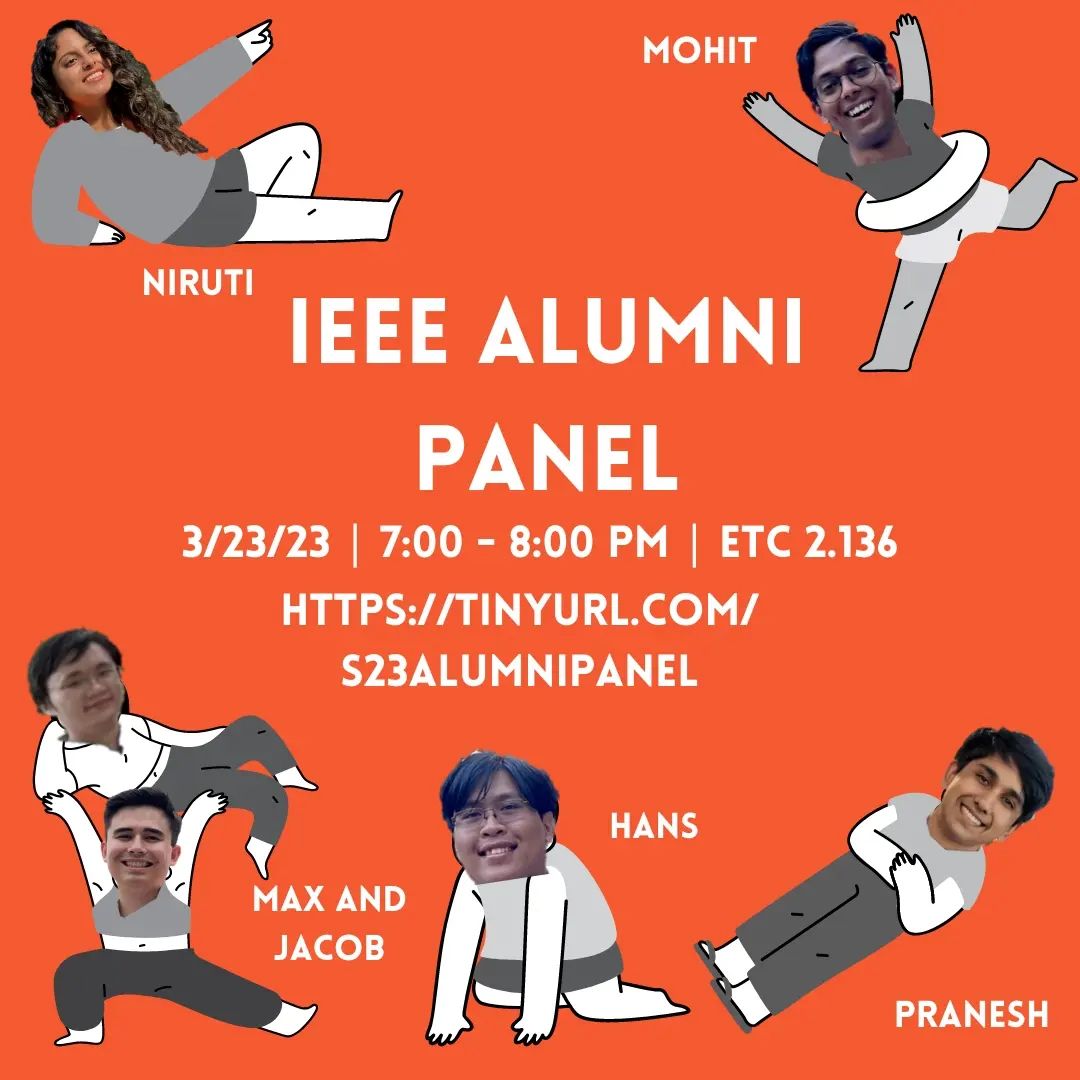 MOHIT
NIRUTI
IEEE ALUMNI
PANEL
3/23/23 | 7:00 - 8:00 PM | ETC 2.136
HTTPS://TINYURL.COM/
S23ALUMNIPANEL
HANS
MAX AND
JACOB
PRANESH